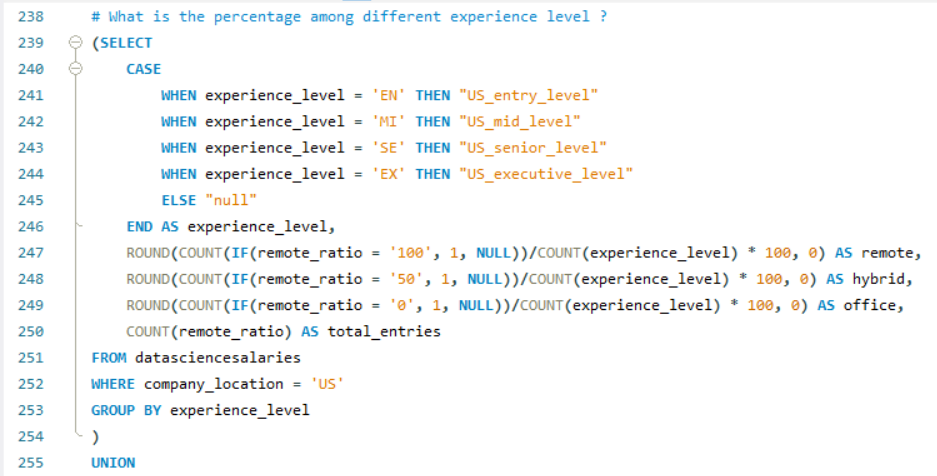 238 # What is the percentage among different experience level ?
239 (SELECT
240 CASE
241 WHEN experience_level = 'EN' THEN "US_entry_level"
242 WHEN experience_level = 'MI' THEN "US_mid_level"
243 WHEN experience_level = 'SE' THEN "US_senior_level"
244 WHEN experience_level = 'EX' THEN "US_executive_level"
245 ELSE "null"
246 END AS experience_level,
247 ROUND(COUNT(IF(remote_ratio = '100', 1, NULL))/COUNT(experience_level) * 100, 0) AS remote,
248 ROUND(COUNT(IF(remote_ratio = '50', 1, NULL))/COUNT(experience_level) * 100, 0) AS hybrid,
249 ROUND(COUNT(IF(remote_ratio = '0', 1, NULL))/COUNT(experience_level) * 100, 0) AS office,
250 COUNT(remote_ratio) AS total_entries
251 FROM datasciencesalaries
252 WHERE company_location = 'US'
253 GROUP BY experience_level
254 )
255 UNION